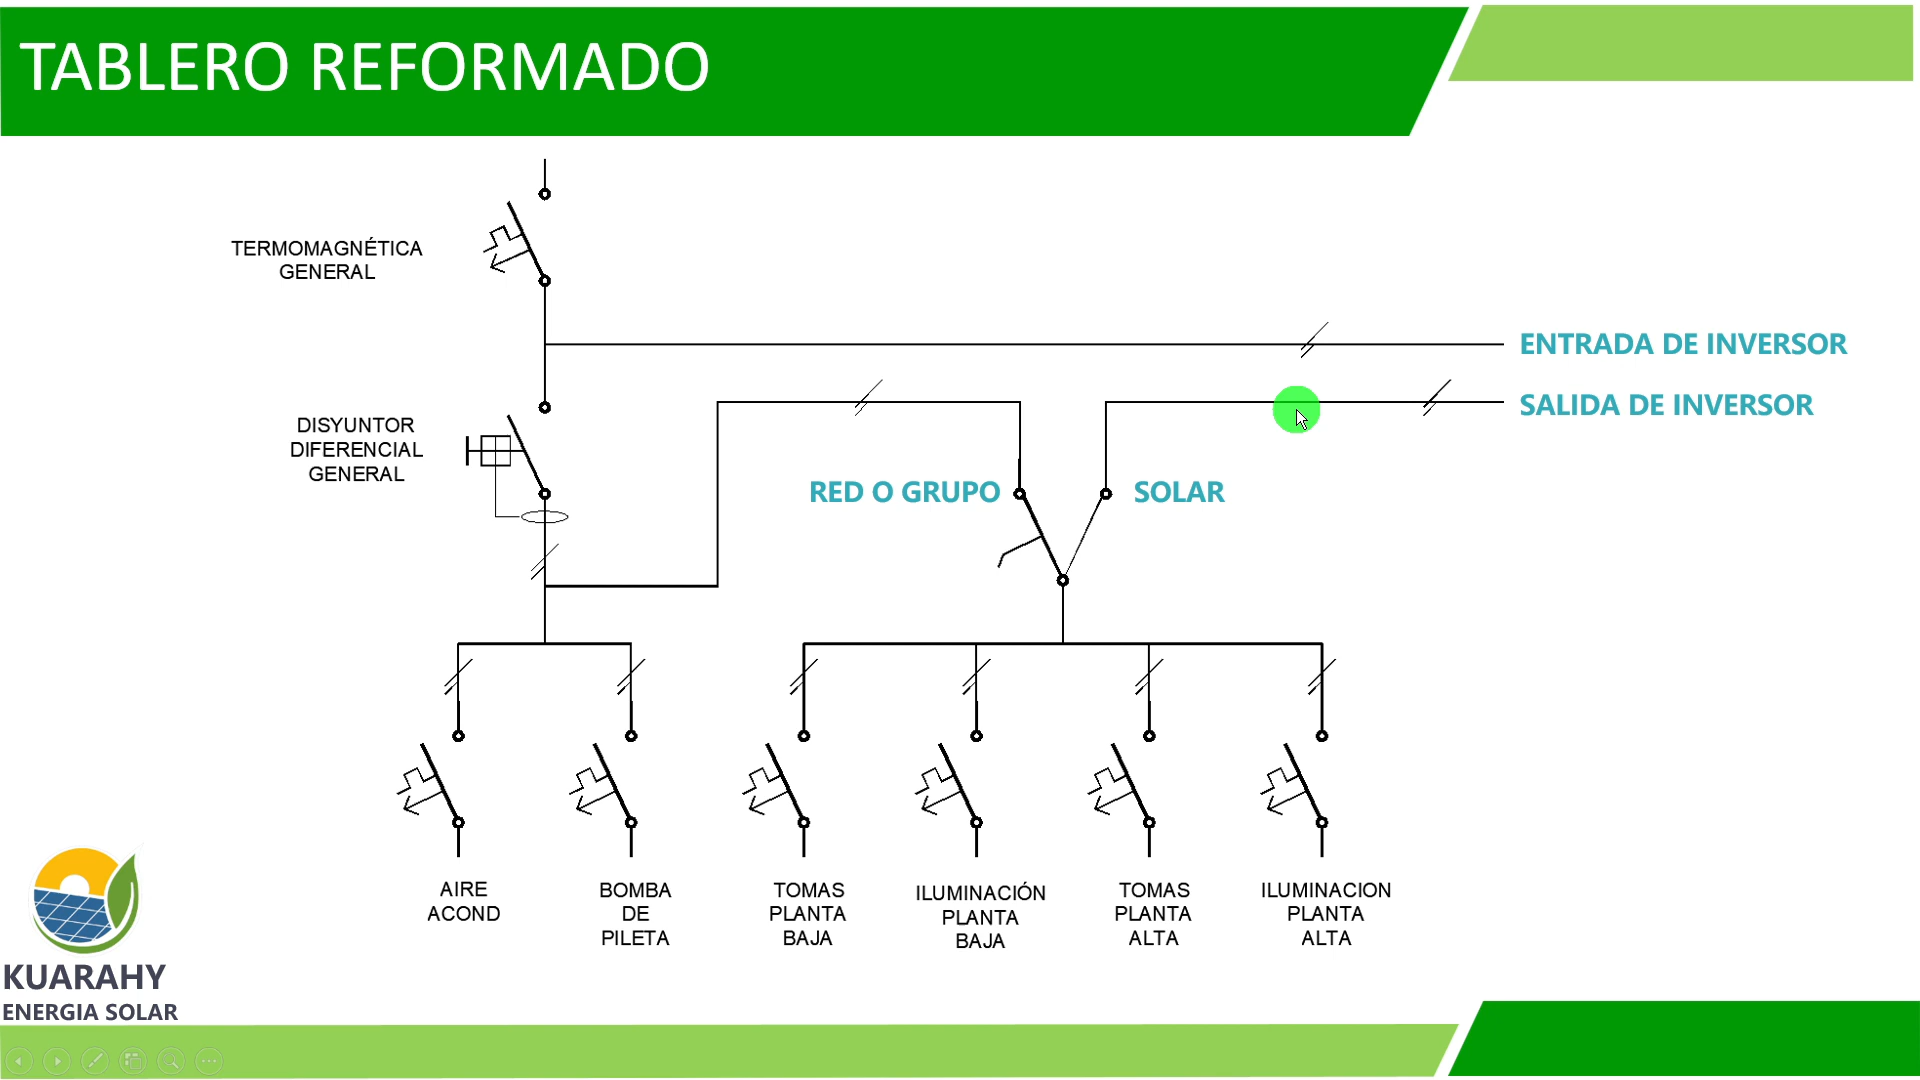 TABLERO REFORMADO
TERMOMAGNÉTICA
GENERAL
ENTRADA DE INVERSOR
SALIDA DE INVERSOR
DISYUNTOR
DIFERENCIAL
GENERAL
RED O GRUPO
SOLAR
AIRE
ACOND
BOMBA
DE
PILETA
TOMAS
PLANTA
BAJA
ILUMINACIÓN
PLANTA
BAJA
TOMAS
PLANTA
ALTA
ILUMINACION
PLANTA
ALTA
KUARAHY
ENERGIA SOLAR